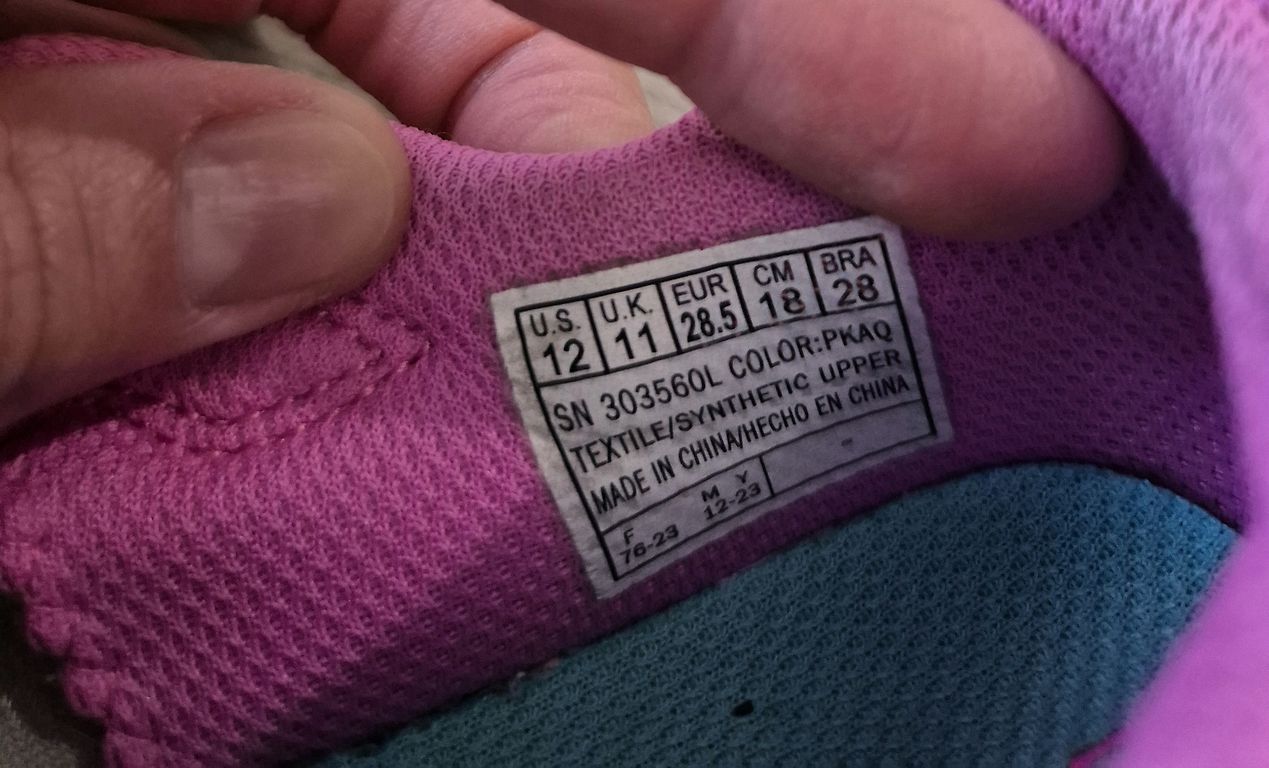 U.S. U.K. EUR CM BRA
12 11 28.5 18 28
SN 303560L COLOR:PKAQ
TEXTILE/SYNTHETIC UPPER
MADE IN CHINA/HECHO EN CHINA
F M Y -
76-23 12-23